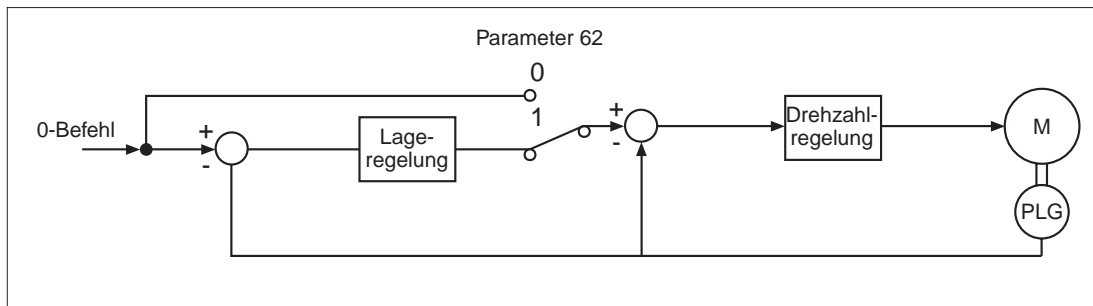 Parameter 62
0
1
0-Befehl
+
-
Lage-
regelung
+
-
Drehzahl-
regelung
M
PLG